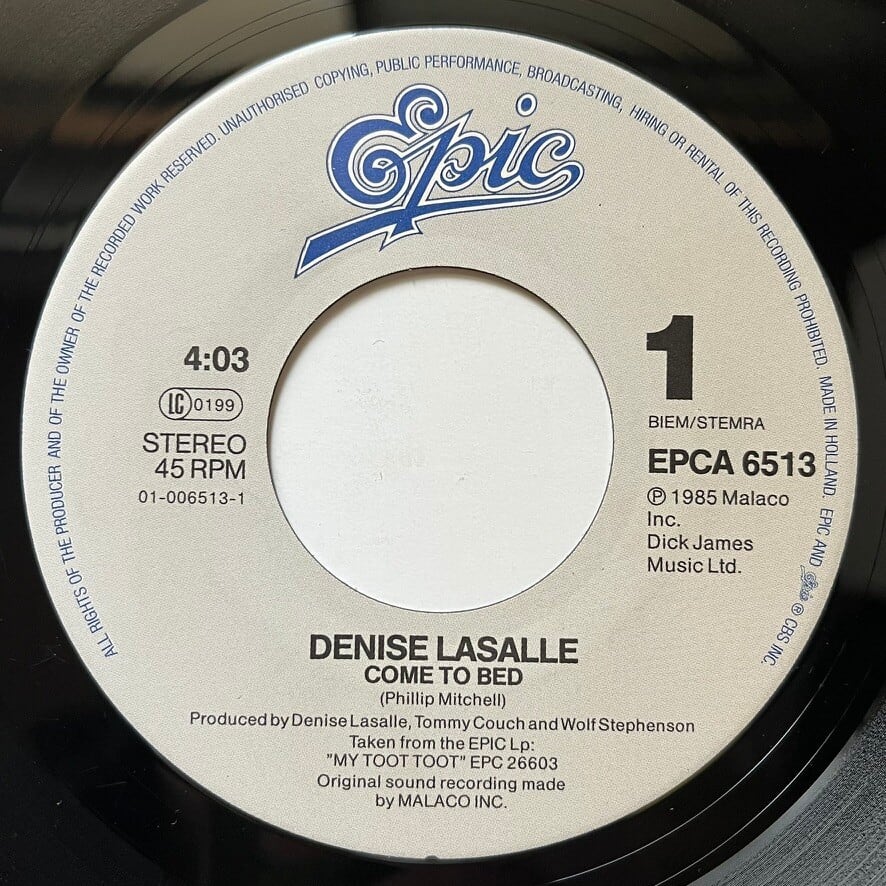 ALL RIGHTS OF THE PRODUCER AND OF THE OWNER OF THE RECORDED WORK RESERVED. UNAUTHORISED COPYING, PUBLIC PERFORMANCE, BROADCASTING, HIRING OR RENTAL OF THIS RECORDING PROHIBITED. MADE IN HOLLAND. EPIC AND Epic ® CBS INC.
Epic
4:03
LC 0199
STEREO
45 RPM
01-006513-1
1
BIEM/STEMRA
EPCA 6513
℗ 1985 Malaco
Inc.
Dick James
Music Ltd.
DENISE LASALLE
COME TO BED
(Phillip Mitchell)
Produced by Denise Lasalle, Tommy Couch and Wolf Stephenson
Taken from the EPIC Lp:
"MY TOOT TOOT" EPC 26603
Original sound recording made
by MALACO INC.